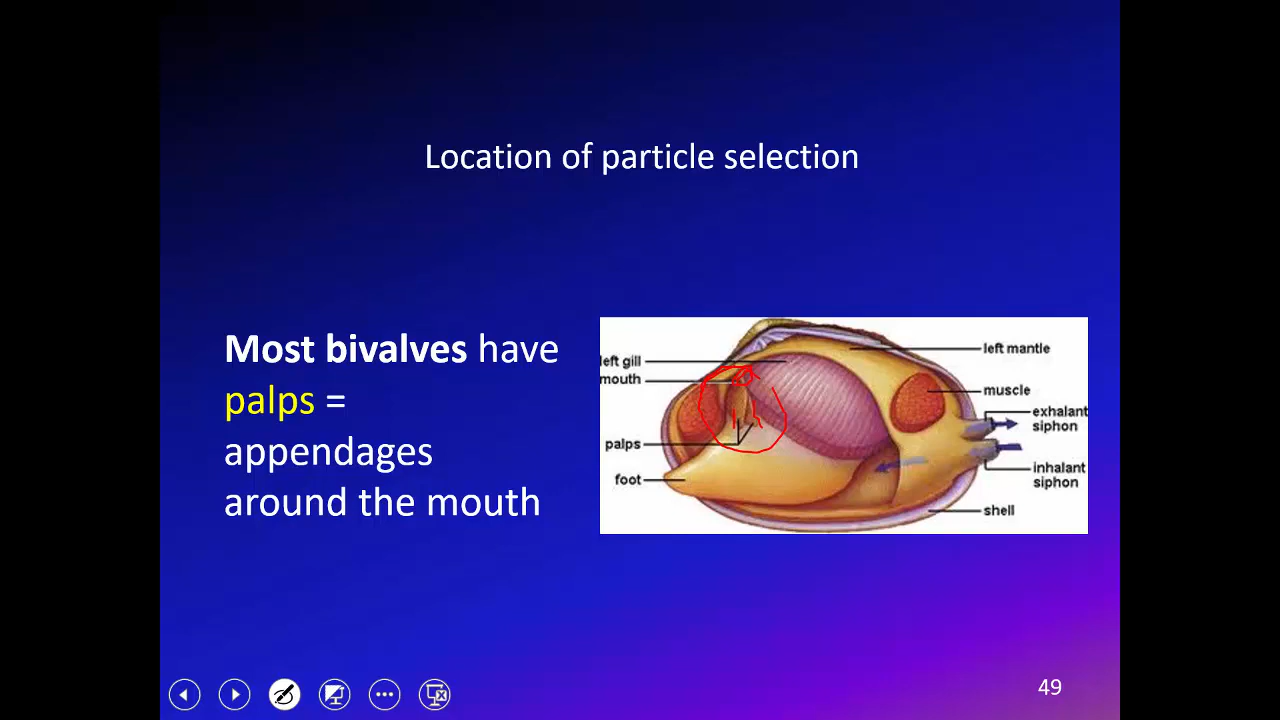 Location of particle selection
Most bivalves have
palps =
appendages
around the mouth
left gill
mouth
palps
foot
left mantle
muscle
exhalant
siphon
inhalant
siphon
shell
49